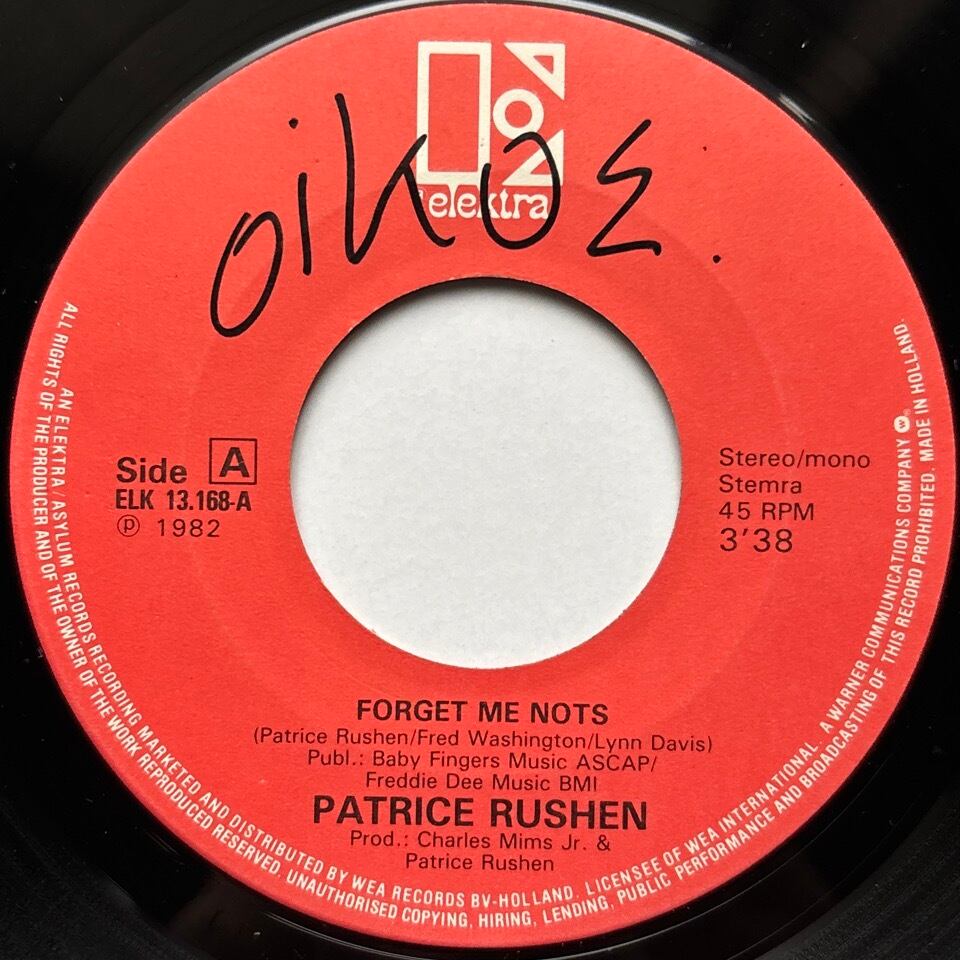 elektra
οικος.
Side A
ELK 13.168-A
℗ 1982
Stereo/mono
Stemra
45 RPM
3'38
FORGET ME NOTS
(Patrice Rushen/Fred Washington/Lynn Davis)
Publ.: Baby Fingers Music ASCAP/
Freddie Dee Music BMI
PATRICE RUSHEN
Prod.: Charles Mims Jr. &
Patrice Rushen
AN ELEKTRA / ASYLUM RECORDS RECORDING MARKETED AND DISTRIBUTED BY WEA RECORDS BV-HOLLAND. LICENSEE OF WEA INTERNATIONAL. A WARNER COMMUNICATIONS COMPANY
ALL RIGHTS OF THE PRODUCER AND OF THE OWNER OF THE WORK REPRODUCED RESERVED. UNAUTHORISED COPYING, HIRING, LENDING, PUBLIC PERFORMANCE AND BROADCASTING OF THIS RECORD PROHIBITED. MADE IN HOLLAND.